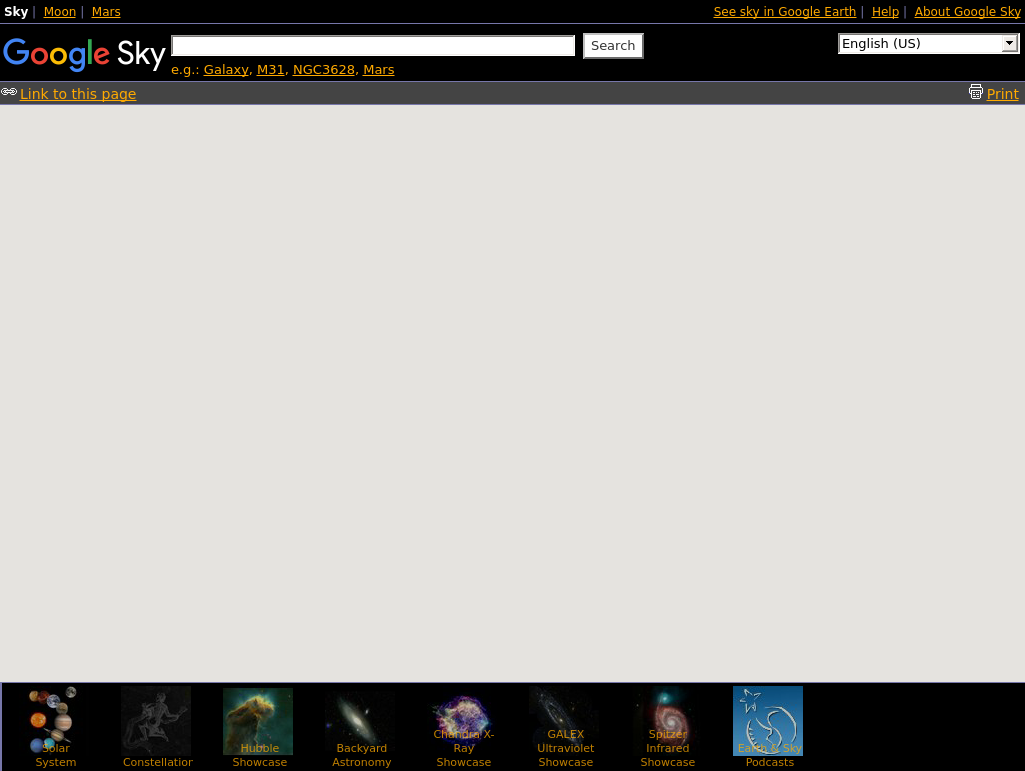 Sky | Moon | Mars
See sky in Google Earth | Help | About Google Sky
Google Sky
Search
English (US)
e.g.: Galaxy, M31, NGC3628, Mars
Link to this page
Print
Solar
System
Constellation
Hubble
Showcase
Backyard
Astronomy
Chandra X-
Ray
Showcase
GALEX
Ultraviolet
Showcase
Spitzer
Infrared
Showcase
Earth & Sky
Podcasts